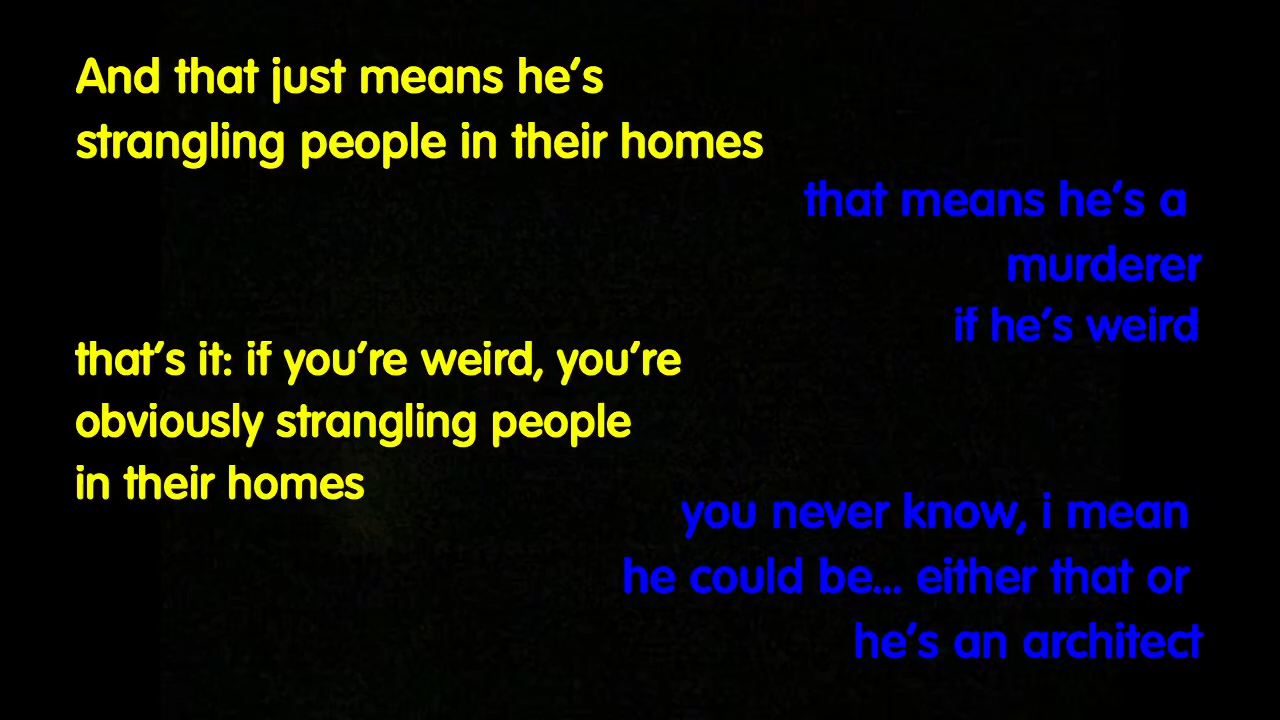 And that just means he's
strangling people in their homes
that means he's a
murderer
if he's weird
that's it: if you're weird, you're
obviously strangling people
in their homes
you never know, i mean
he could be... either that or
he's an architect